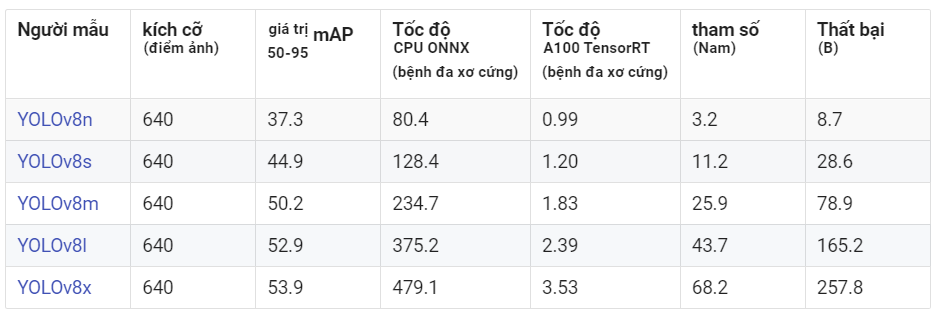 Người mẫu kích cỡ (điểm ảnh) giá trị mAP 50-95 Tốc độ CPU ONNX (bệnh đa xơ cứng) Tốc độ A100 TensorRT (bệnh đa xơ cứng) tham số (Nam) Thất bại (B)
YOLOv8n 640 37.3 80.4 0.99 3.2 8.7
YOLOv8s 640 44.9 128.4 1.20 11.2 28.6
YOLOv8m 640 50.2 234.7 1.83 25.9 78.9
YOLOv8l 640 52.9 375.2 2.39 43.7 165.2
YOLOv8x 640 53.9 479.1 3.53 68.2 257.8